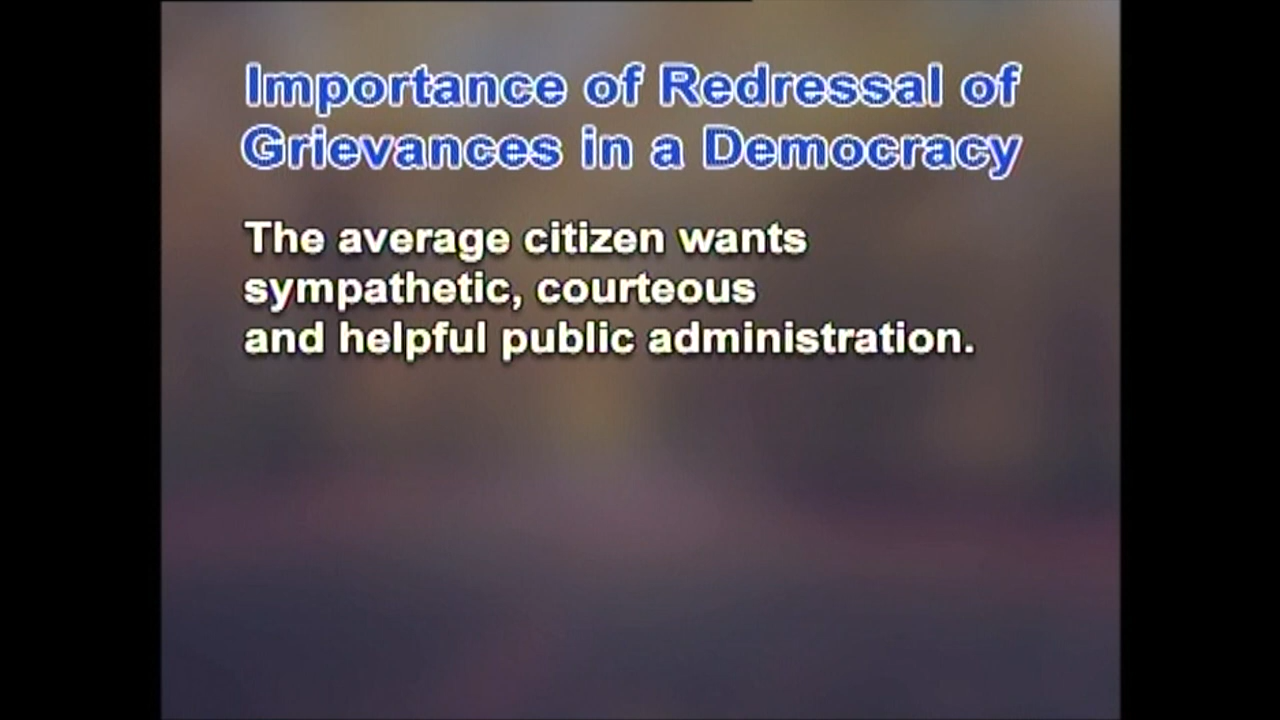 Importance of Redressal of
Grievances in a Democracy
The average citizen wants
sympathetic, courteous
and helpful public administration.